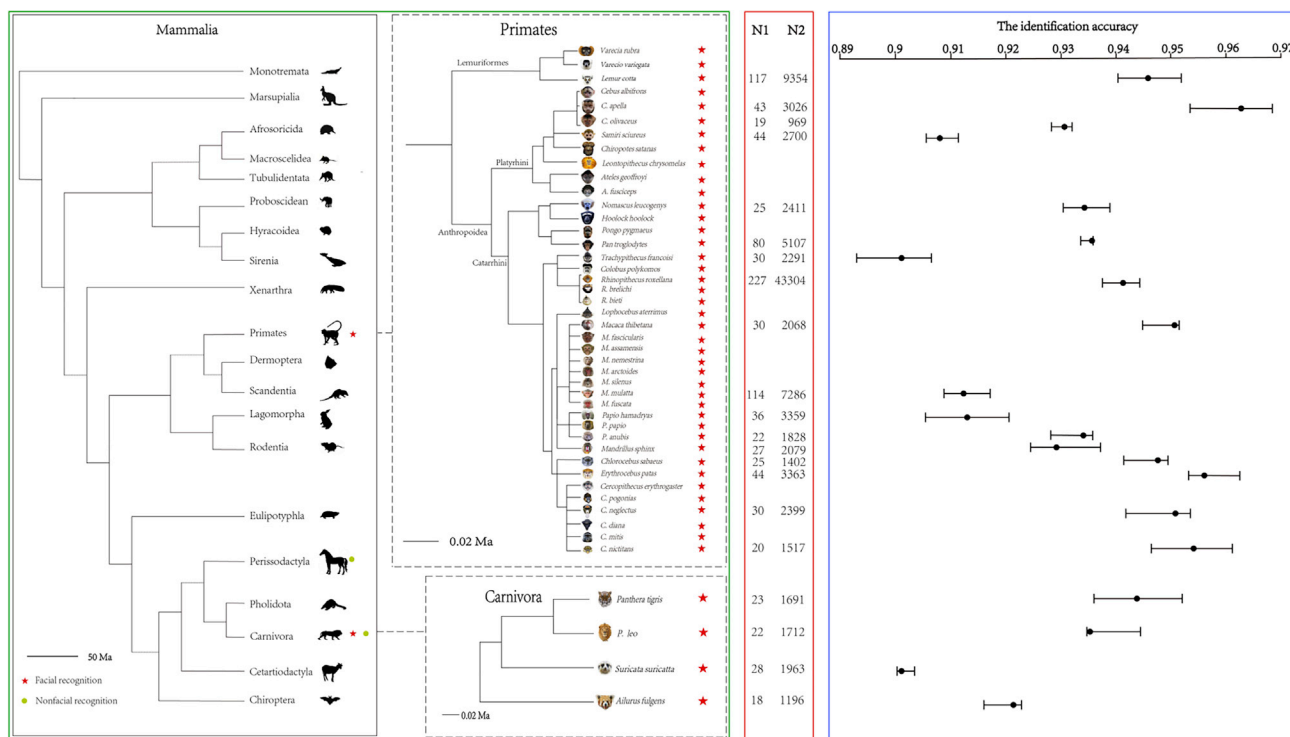 Mammalia
Monotremata
Marsupialia
Afrosoricida
Macroscelidea
Tubulidentata
Proboscidean
Hyracoidea
Sirenia
Xenarthra
Primates
Dermoptera
Scandentia
Lagomorpha
Rodentia
Eulipotyphla
Perissodactyla
Pholidota
Carnivora
Cetartiodactyla
Chiroptera
50 Ma
Facial recognition
Nonfacial recognition
Primates
Lemuriformes
Platyrhini
Anthropoidea
Catarrhini
Varecia rubra
Varecio variegata
Lemur catta
Cebus albifrons
C. apella
C. olivaceus
Samiri sciureus
Chiropotes satanas
Leontopithecus chrysomelas
Ateles geoffroyi
A. fusciceps
Nomascus leucogenys
Hoolock hoolock
Pongo pygmaeus
Pan troglodytes
Trachypithecus francoisi
Colobus polykomos
Rhinopithecus roxellana
R. brelichi
R. bieti
Lophocebus aterrimus
Macaca thibetana
M. fascicularis
M. assamensis
M. nemestrina
M. arctoides
M. silenus
M. mulatta
M. fuscata
Papio hamadryas
P. papio
P. anubis
Mandrillus sphinx
Chlorocebus sabaeus
Erythrocebus patas
Cercopithecus erythrogaster
C. pogonias
C. neglectus
C. diana
C. mitis
C. nictitans
0.02 Ma
Carnivora
Panthera tigris
P. leo
Suricata suricatta
Ailurus fulgens
0.02 Ma
N1 N2
117 9354
43 3026
19 969
44 2700
25 2411
80 5107
30 2291
227 43304
30 2068
114 7286
36 3359
22 1828
27 2079
25 1402
44 3363
30 2399
20 1517
23 1691
22 1712
28 1963
18 1196
The identification accuracy
0,89 0,9 0,91 0,92 0,93 0,94 0,95 0,96 0,97